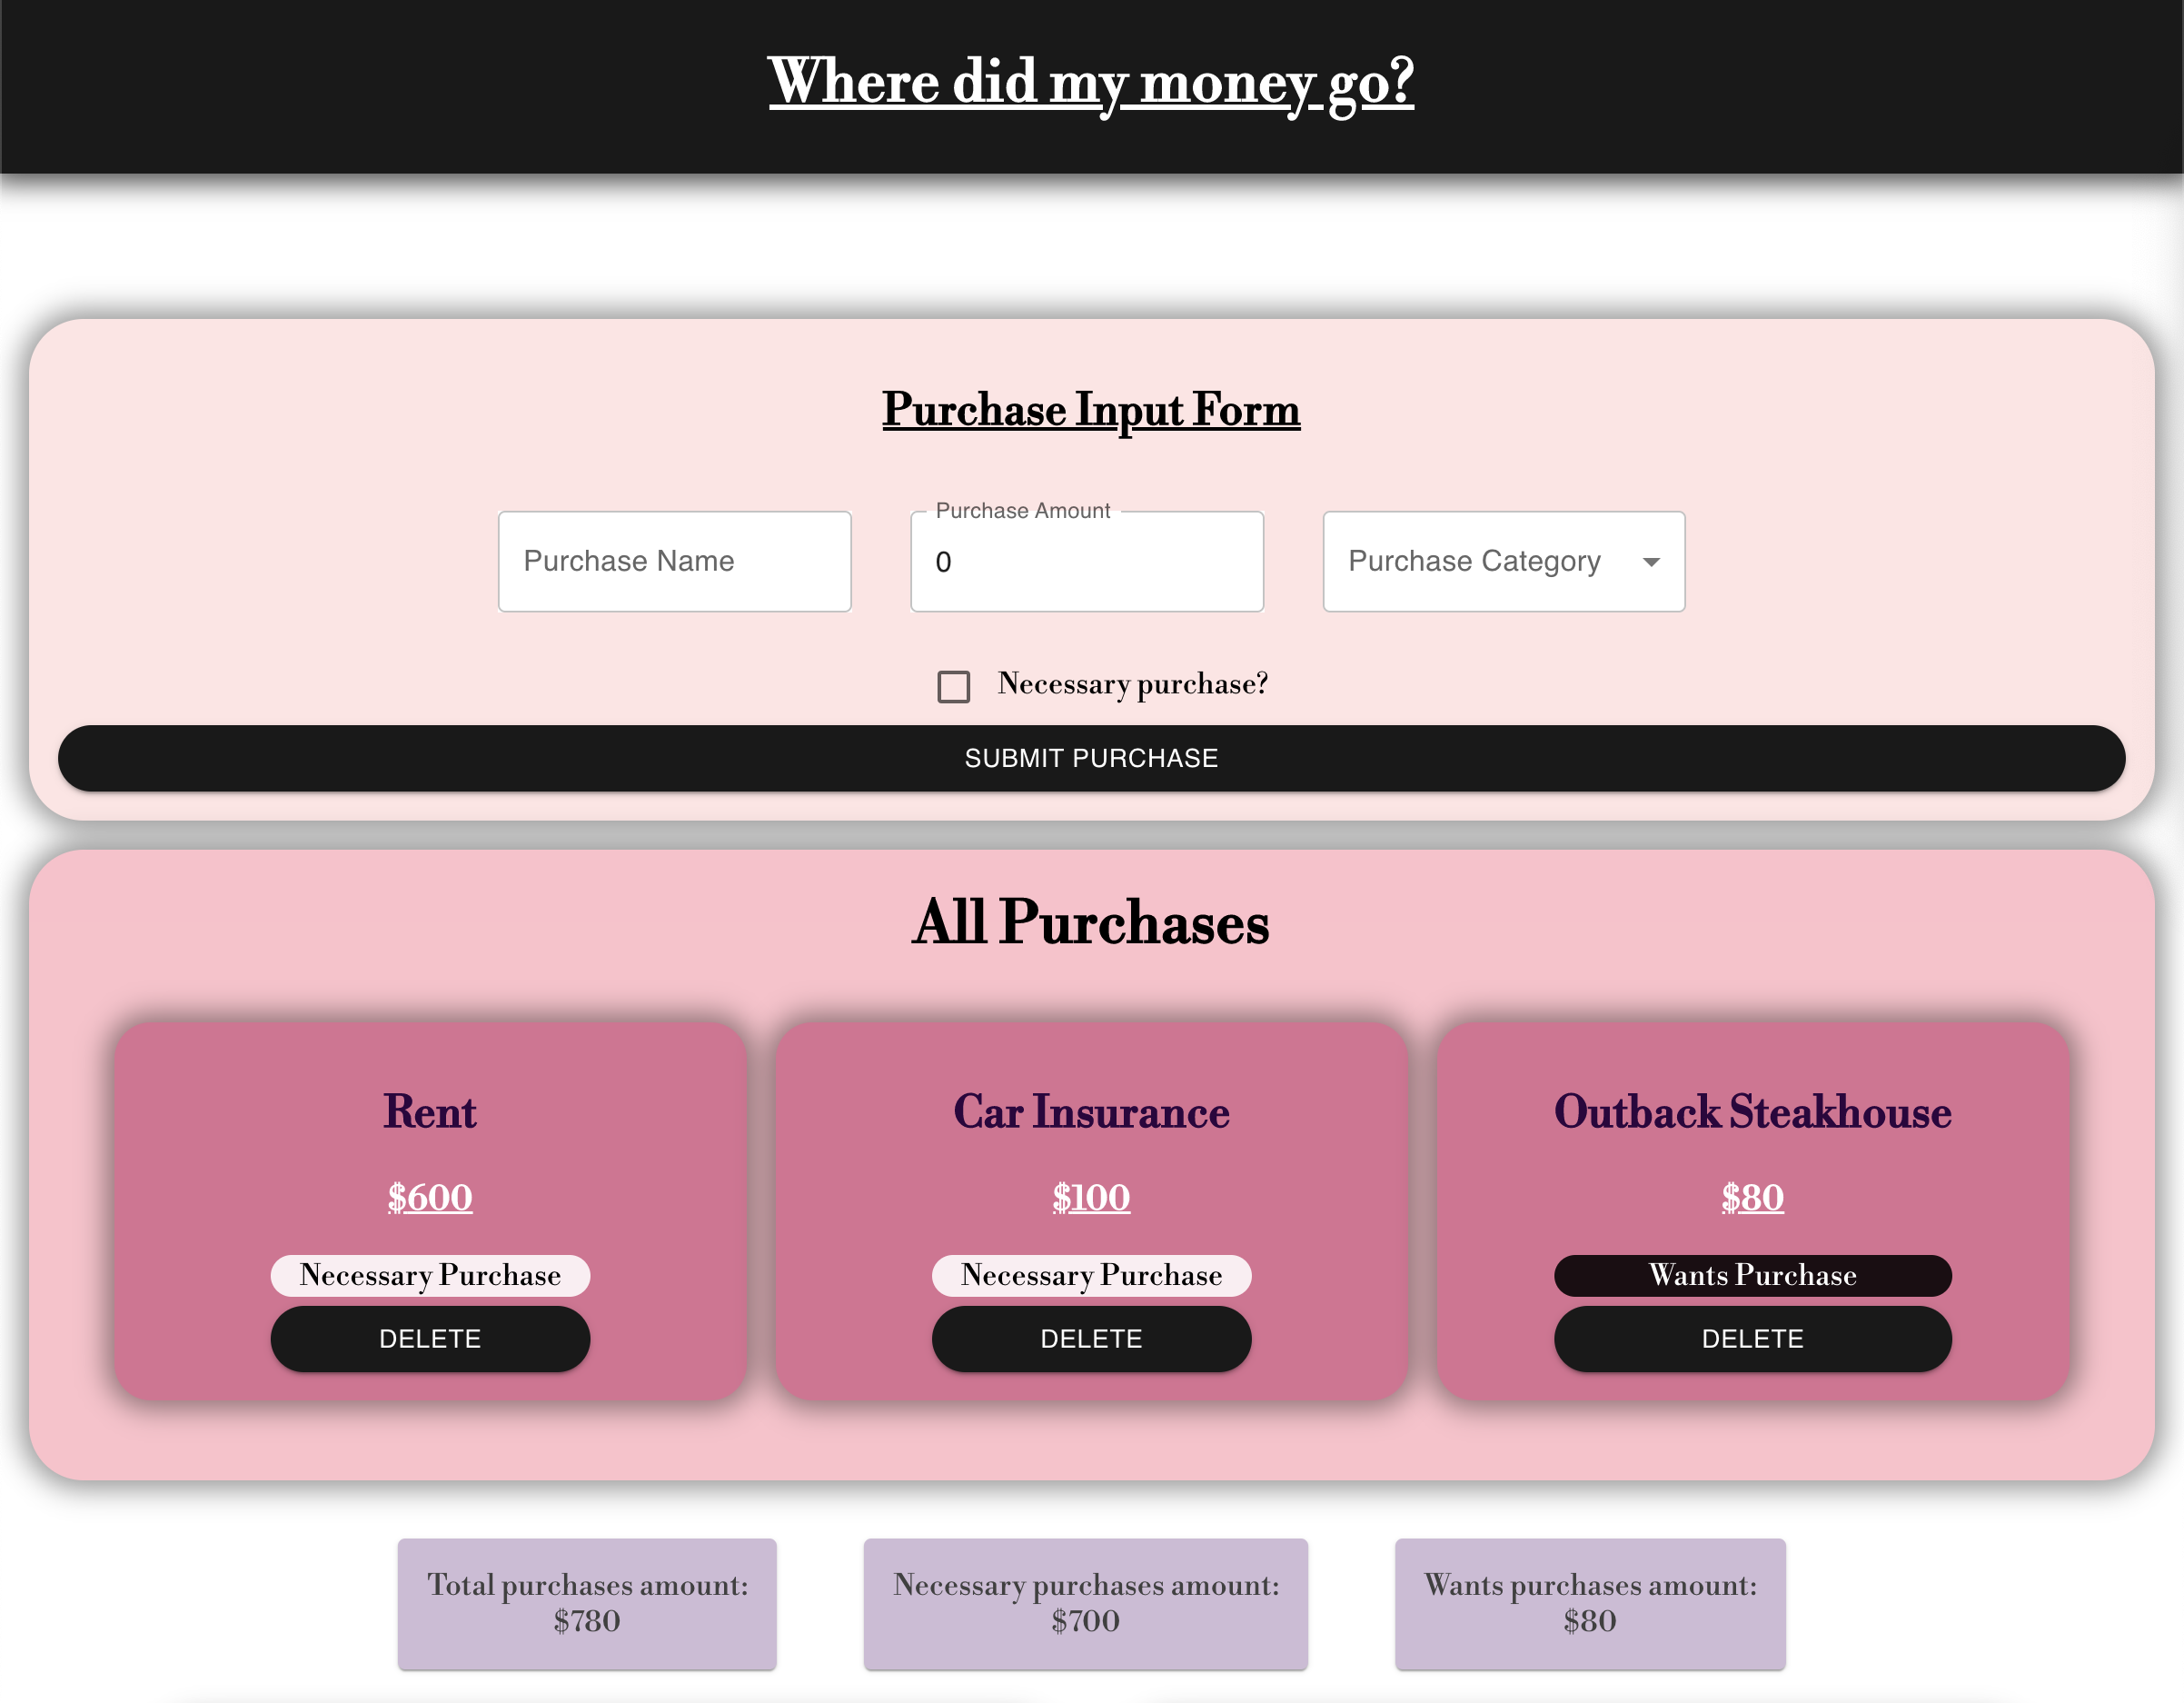 Where did my money go?
Purchase Input Form
Purchase Name
Purchase Amount
0
Purchase Category
Necessary purchase?
SUBMIT PURCHASE
All Purchases
Rent
$600
Necessary Purchase
DELETE
Car Insurance
$100
Necessary Purchase
DELETE
Outback Steakhouse
$80
Wants Purchase
DELETE
Total purchases amount:
$780
Necessary purchases amount:
$700
Wants purchases amount:
$80